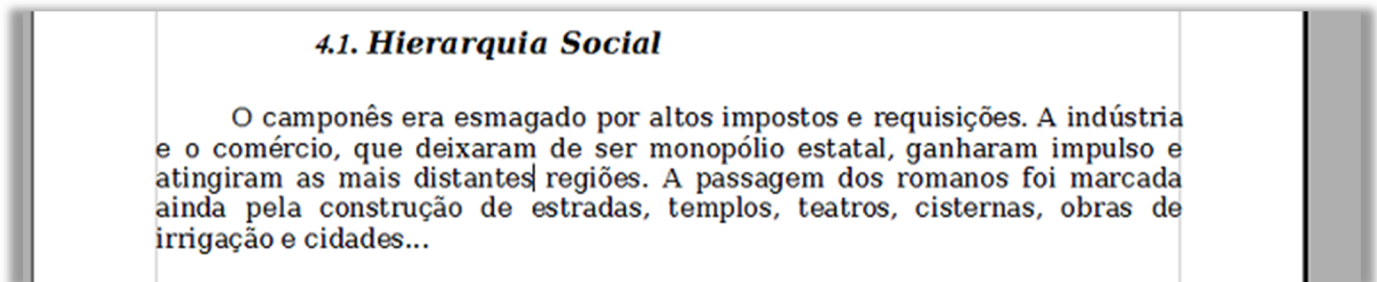 4.1. Hierarquia Social
O camponês era esmagado por altos impostos e requisições. A indústria
e o comércio, que deixaram de ser monopólio estatal, ganharam impulso e
atingiram as mais distantes regiões. A passagem dos romanos foi marcada
ainda pela construção de estradas, templos, teatros, cisternas, obras de
irrigação e cidades...